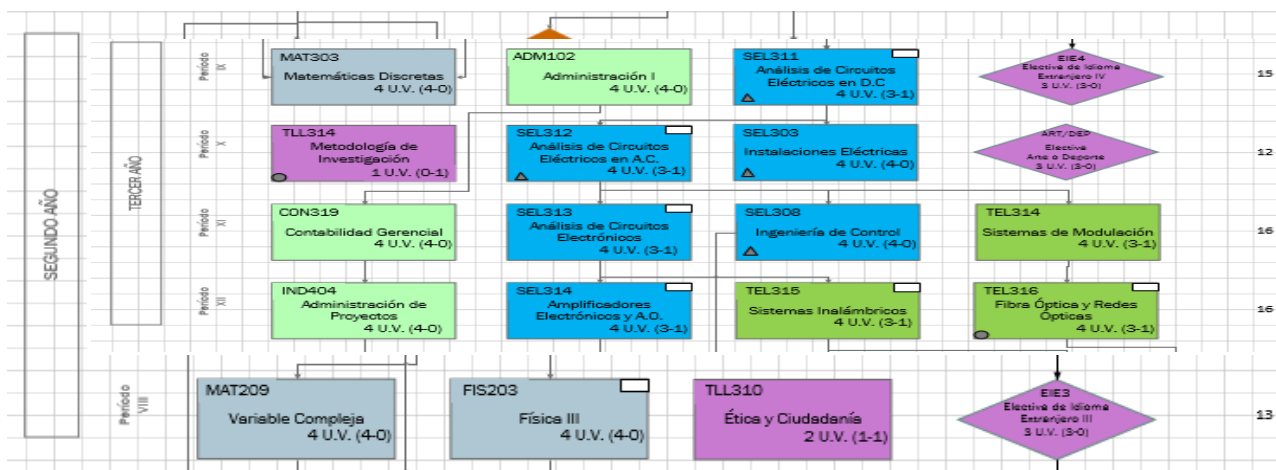 SEGUNDO AÑO
TERCER AÑO
Período
IX
MAT303
Matemáticas Discretas
4 U.V. (4-0)
ADM102
Administración I
4 U.V. (4-0)
SEL311
Análisis de Circuitos
Eléctricos en D.C
4 U.V. (3-1)
EIE4
Electiva de Idioma
Extranjero IV
3 U.V. (3-0)
15
Período
X
TLL314
Metodología de
Investigación
1 U.V. (0-1)
SEL312
Análisis de Circuitos
Eléctricos en A.C.
4 U.V. (3-1)
SEL303
Instalaciones Eléctricas
4 U.V. (4-0)
ART/DEP
Electiva
Arte o Deporte
3 U.V. (3-0)
12
Período
XI
CON319
Contabilidad Gerencial
4 U.V. (4-0)
SEL313
Análisis de Circuitos
Electrónicos
4 U.V. (3-1)
SEL308
Ingeniería de Control
4 U.V. (4-0)
TEL314
Sistemas de Modulación
4 U.V. (3-1)
16
Período
XII
IND404
Administración de
Proyectos
4 U.V. (4-0)
SEL314
Amplificadores
Electrónicos y A.O.
4 U.V. (3-1)
TEL315
Sistemas Inalámbricos
4 U.V. (3-1)
TEL316
Fibra Óptica y Redes
Ópticas
4 U.V. (3-1)
16
Período
VIII
MAT209
Variable Compleja
4 U.V. (4-0)
FIS203
Física III
4 U.V. (4-0)
TLL310
Ética y Ciudadanía
2 U.V. (1-1)
EIE3
Electiva de Idioma
Extranjero III
3 U.V. (3-0)
13